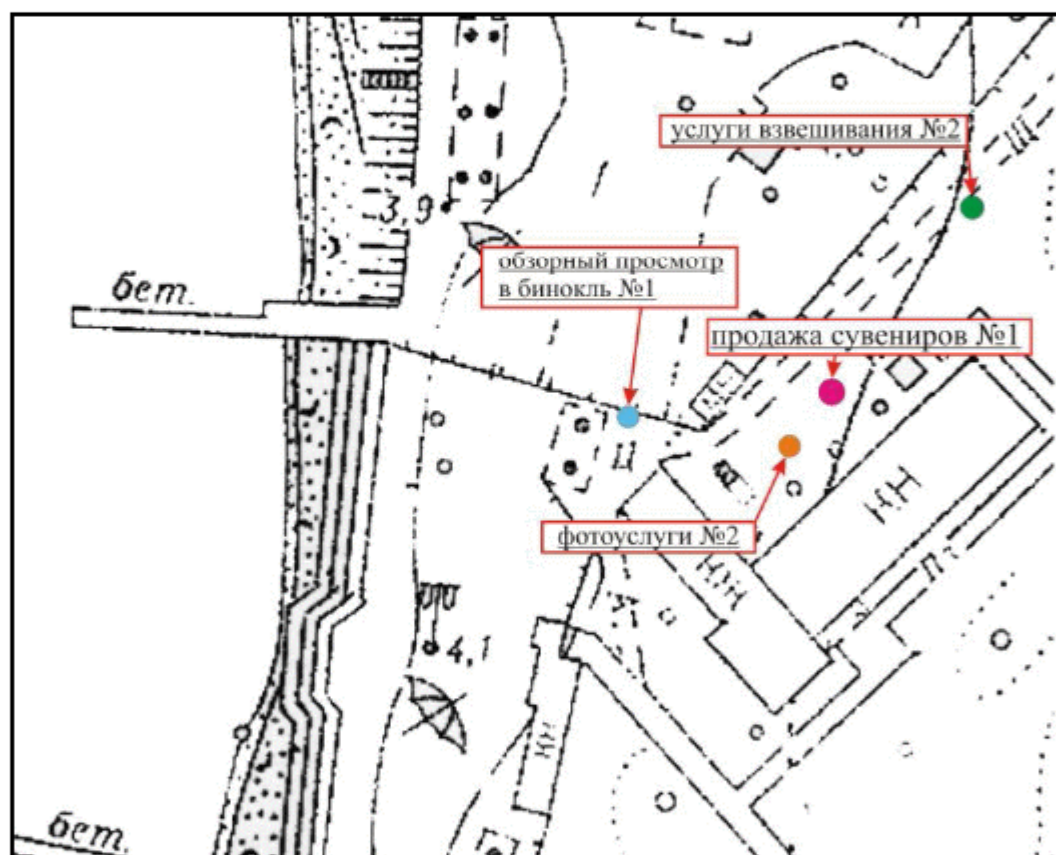 услуги взвешивания №2
3,9
обзорный просмотр
в бинокль №1
бет.
продажа сувениров №1
Ц
КН
фотоуслуги №2
КН
4,1
КН
бет.